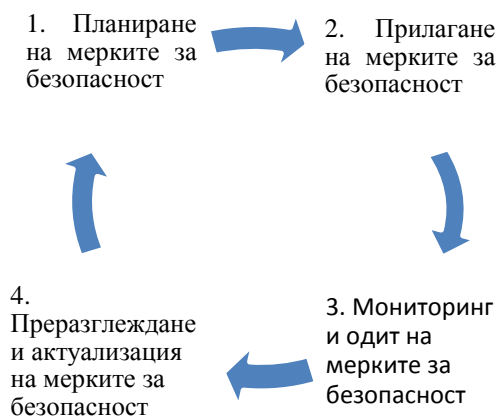 1. Планиране
на мерките за
безопасност
2. Прилагане
на мерките за
безопасност
3. Мониторинг
и одит на
мерките за
безопасност
4.
Преразглеждане
и актуализация
на мерките за
безопасност